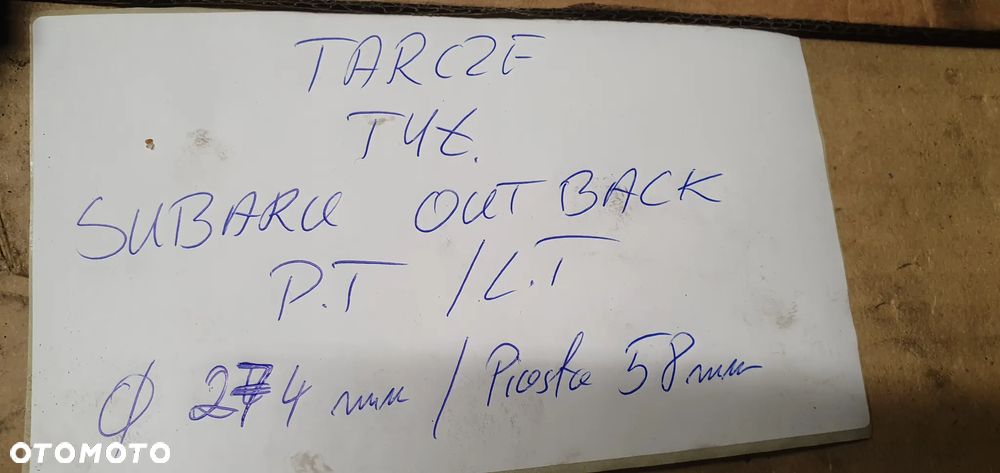 TARCZE
TYŁ.
SUBARU OUTBACK
P.T / L.T
Ø 274 mm / Piasta 58mm
OTOMOTO